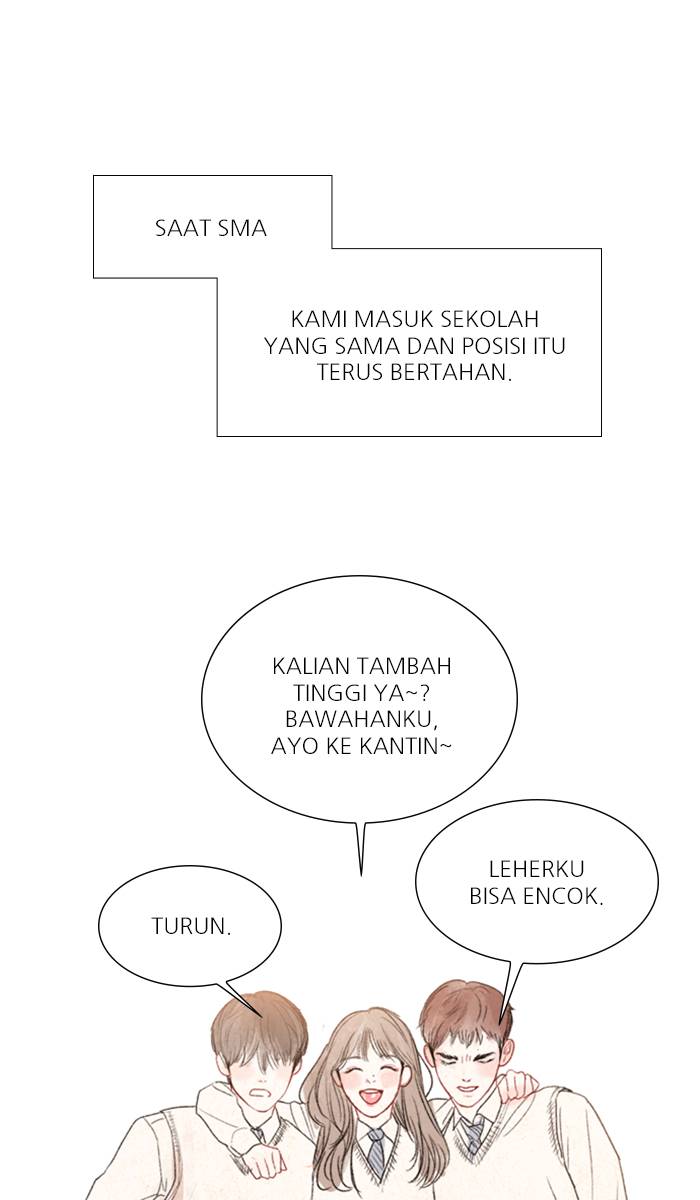 SAAT SMA
KAMI MASUK SEKOLAH
YANG SAMA DAN POSISI ITU
TERUS BERTAHAN.
KALIAN TAMBAH
TINGGI YA~?
BAWAHANKU,
AYO KE KANTIN~
LEHERKU
BISA ENCOK.
TURUN.